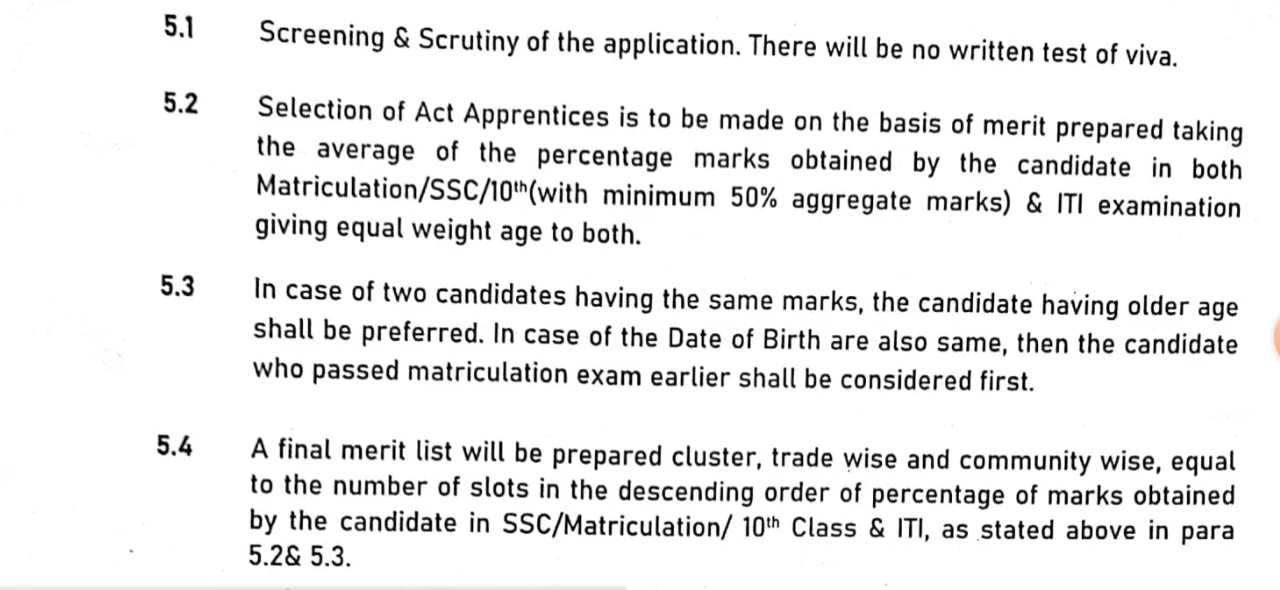 5.1 Screening & Scrutiny of the application. There will be no written test of viva.
5.2 Selection of Act Apprentices is to be made on the basis of merit prepared taking
the average of the percentage marks obtained by the candidate in both
Matriculation/SSC/10th(with minimum 50% aggregate marks) & ITI examination
giving equal weight age to both.
5.3 In case of two candidates having the same marks, the candidate having older age
shall be preferred. In case of the Date of Birth are also same, then the candidate
who passed matriculation exam earlier shall be considered first.
5.4 A final merit list will be prepared cluster, trade wise and community wise, equal
to the number of slots in the descending order of percentage of marks obtained
by the candidate in SSC/Matriculation/ 10th Class & ITI, as stated above in para
5.2& 5.3.